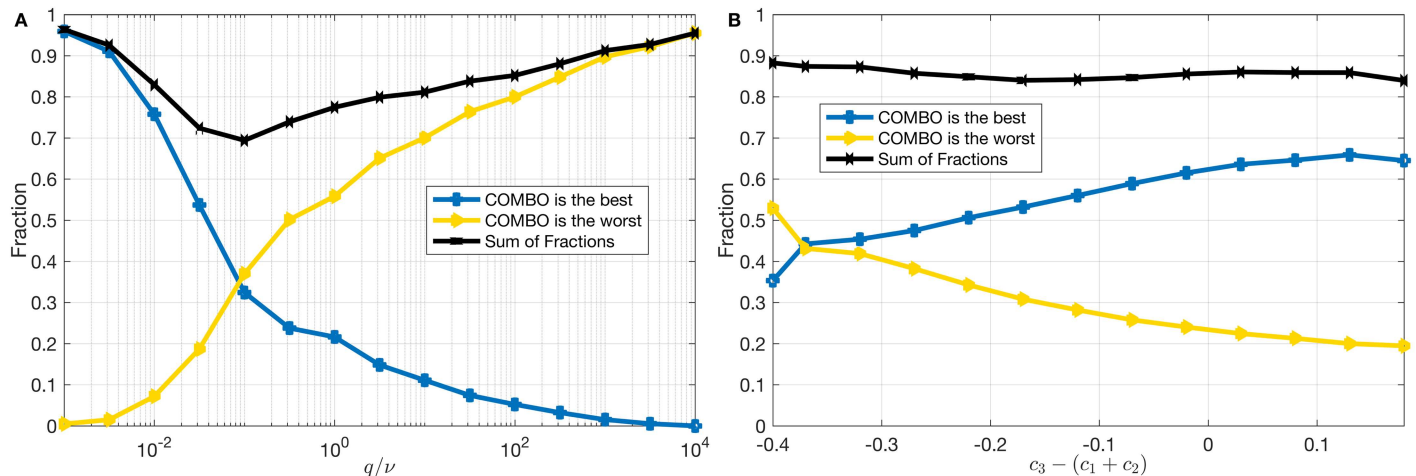 A
1
0.9
0.8
0.7
0.6
0.5
0.4
0.3
0.2
0.1
0
Fraction
COMBO is the best
COMBO is the worst
Sum of Fractions
10^-2
10^0
10^2
10^4
q/ν
B
1
0.9
0.8
0.7
0.6
0.5
0.4
0.3
0.2
0.1
0
Fraction
COMBO is the best
COMBO is the worst
Sum of Fractions
-0.4
-0.3
-0.2
-0.1
0
0.1
c₃ − (c₁ + c₂)